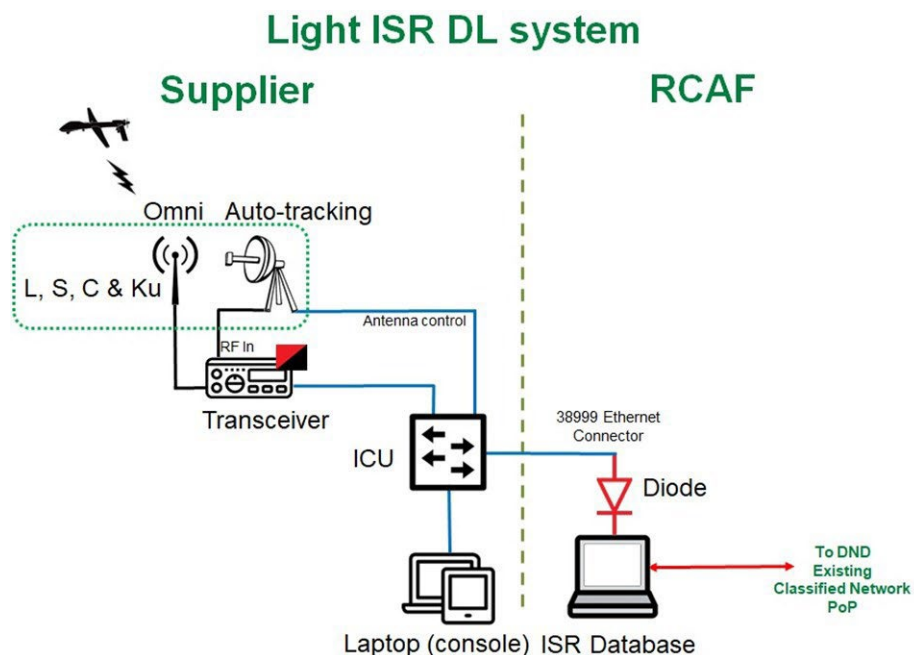 Light ISR DL system
Supplier
RCAF
Omni
Auto-tracking
L, S, C & Ku
Antenna control
RF In
Transceiver
38999 Ethernet
Connector
ICU
Diode
To DND
Existing
Classified Network
PoP
Laptop (console)
ISR Database